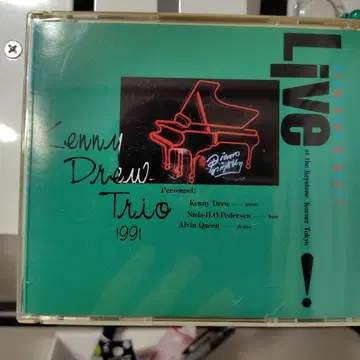 Kenny
Drew
Trio
1991
Live
!
at the Keystone Korner Tokyo
Personnel:
Kenny Drew — piano
Niels-H.O.Pedersen — bass
Alvin Queen — drums